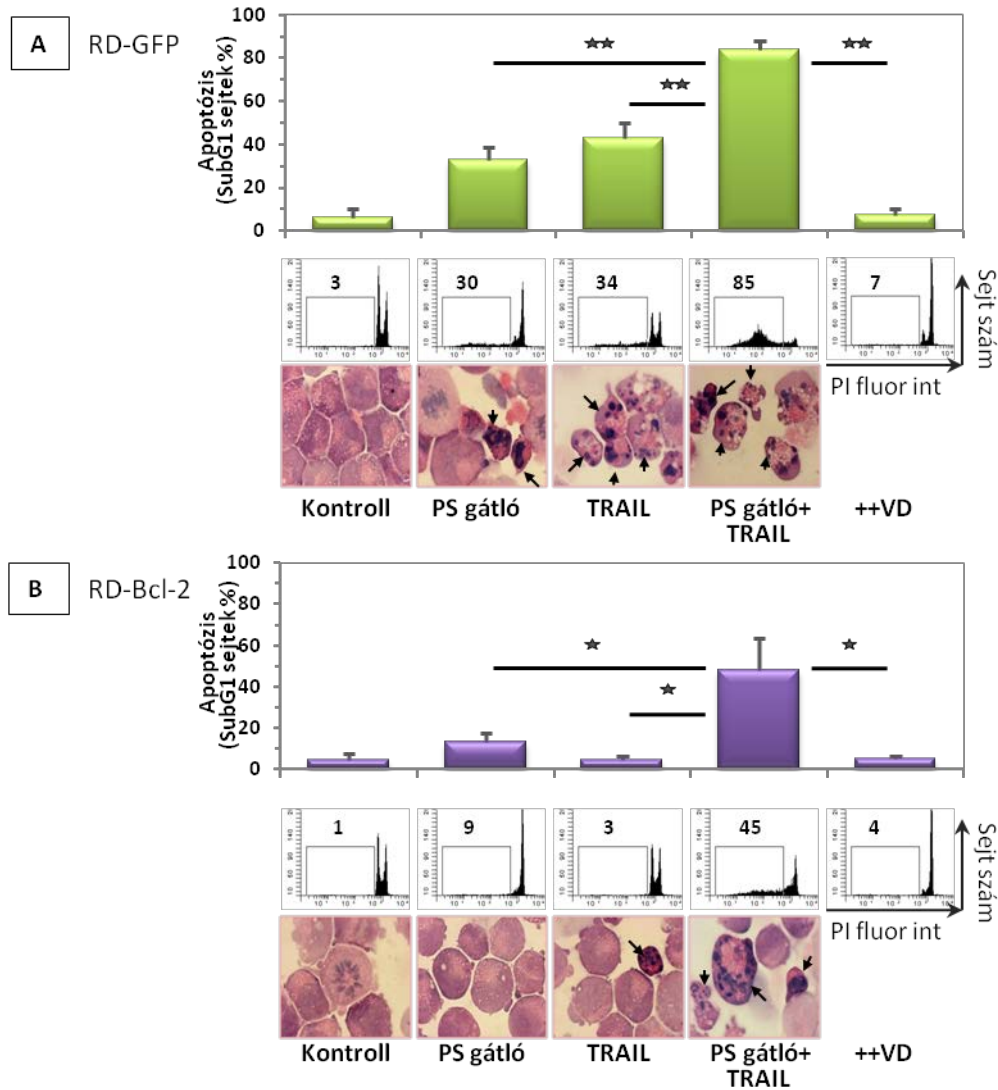 A
RD-GFP
Apoptózis
(SubG1 sejtek %)
100
80
60
40
20
0
★★
★★
★★
3
30
34
85
7
Sejt szám
PI fluor int
Kontroll
PS gátló
TRAIL
PS gátló+
TRAIL
++VD
B
RD-Bcl-2
Apoptózis
(SubG1 sejtek %)
100
80
60
40
20
0
★
★
★
1
9
3
45
4
Sejt szám
PI fluor int
Kontroll
PS gátló
TRAIL
PS gátló+
TRAIL
++VD